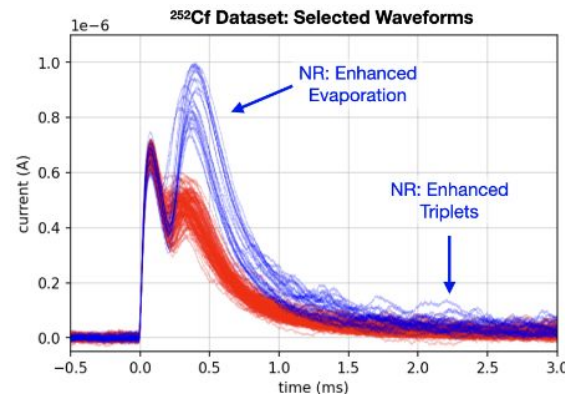 ²⁵²Cf Dataset: Selected Waveforms
1e−6
NR: Enhanced
Evaporation
NR: Enhanced
Triplets
current (A)
1.0
0.8
0.6
0.4
0.2
0.0
−0.5 0.0 0.5 1.0 1.5 2.0 2.5 3.0
time (ms)